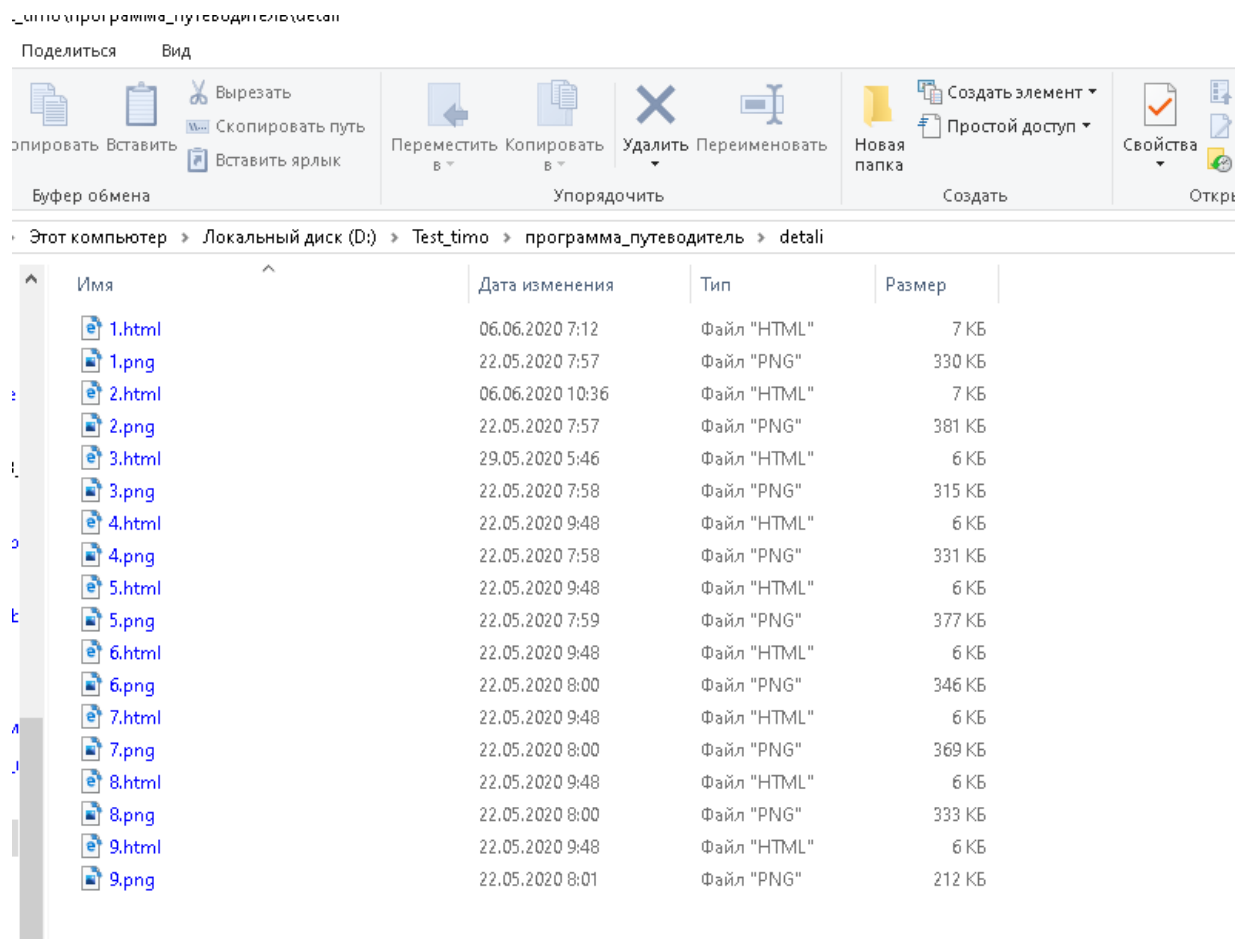 Поделиться Вид
Вырезать
Скопировать путь
Вставить ярлык
Вставить
Переместить в
Копировать в
Удалить
Переименовать
Новая папка
Создать элемент
Простой доступ
Свойства
Буфер обмена
Упорядочить
Создать
Этот компьютер > Локальный диск (D:) > Test_timo > программа_путеводитель > detali
Имя Дата изменения Тип Размер
1.html 06.06.2020 7:12 Файл "HTML" 7 КБ
1.png 22.05.2020 7:57 Файл "PNG" 330 КБ
2.html 06.06.2020 10:36 Файл "HTML" 7 КБ
2.png 22.05.2020 7:57 Файл "PNG" 381 КБ
3.html 29.05.2020 5:46 Файл "HTML" 6 КБ
3.png 22.05.2020 7:58 Файл "PNG" 315 КБ
4.html 22.05.2020 9:48 Файл "HTML" 6 КБ
4.png 22.05.2020 7:58 Файл "PNG" 331 КБ
5.html 22.05.2020 9:48 Файл "HTML" 6 КБ
5.png 22.05.2020 7:59 Файл "PNG" 377 КБ
6.html 22.05.2020 9:48 Файл "HTML" 6 КБ
6.png 22.05.2020 8:00 Файл "PNG" 346 КБ
7.html 22.05.2020 9:48 Файл "HTML" 6 КБ
7.png 22.05.2020 8:00 Файл "PNG" 369 КБ
8.html 22.05.2020 9:48 Файл "HTML" 6 КБ
8.png 22.05.2020 8:00 Файл "PNG" 333 КБ
9.html 22.05.2020 9:48 Файл "HTML" 6 КБ
9.png 22.05.2020 8:01 Файл "PNG" 212 КБ